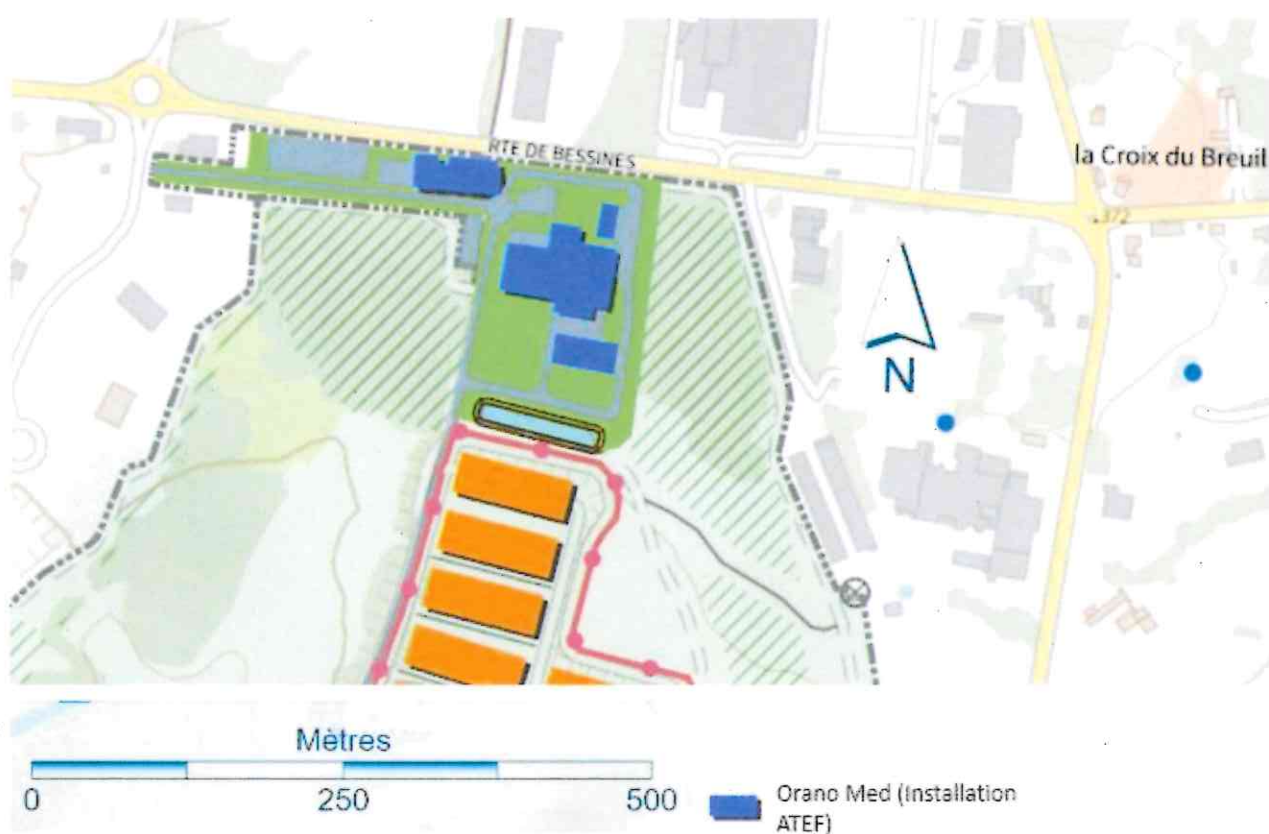 RTE DE BESSINES
la Croix du Breuil
372
N
Mètres
0 250 500
Orano Med (Installation
ATEF)